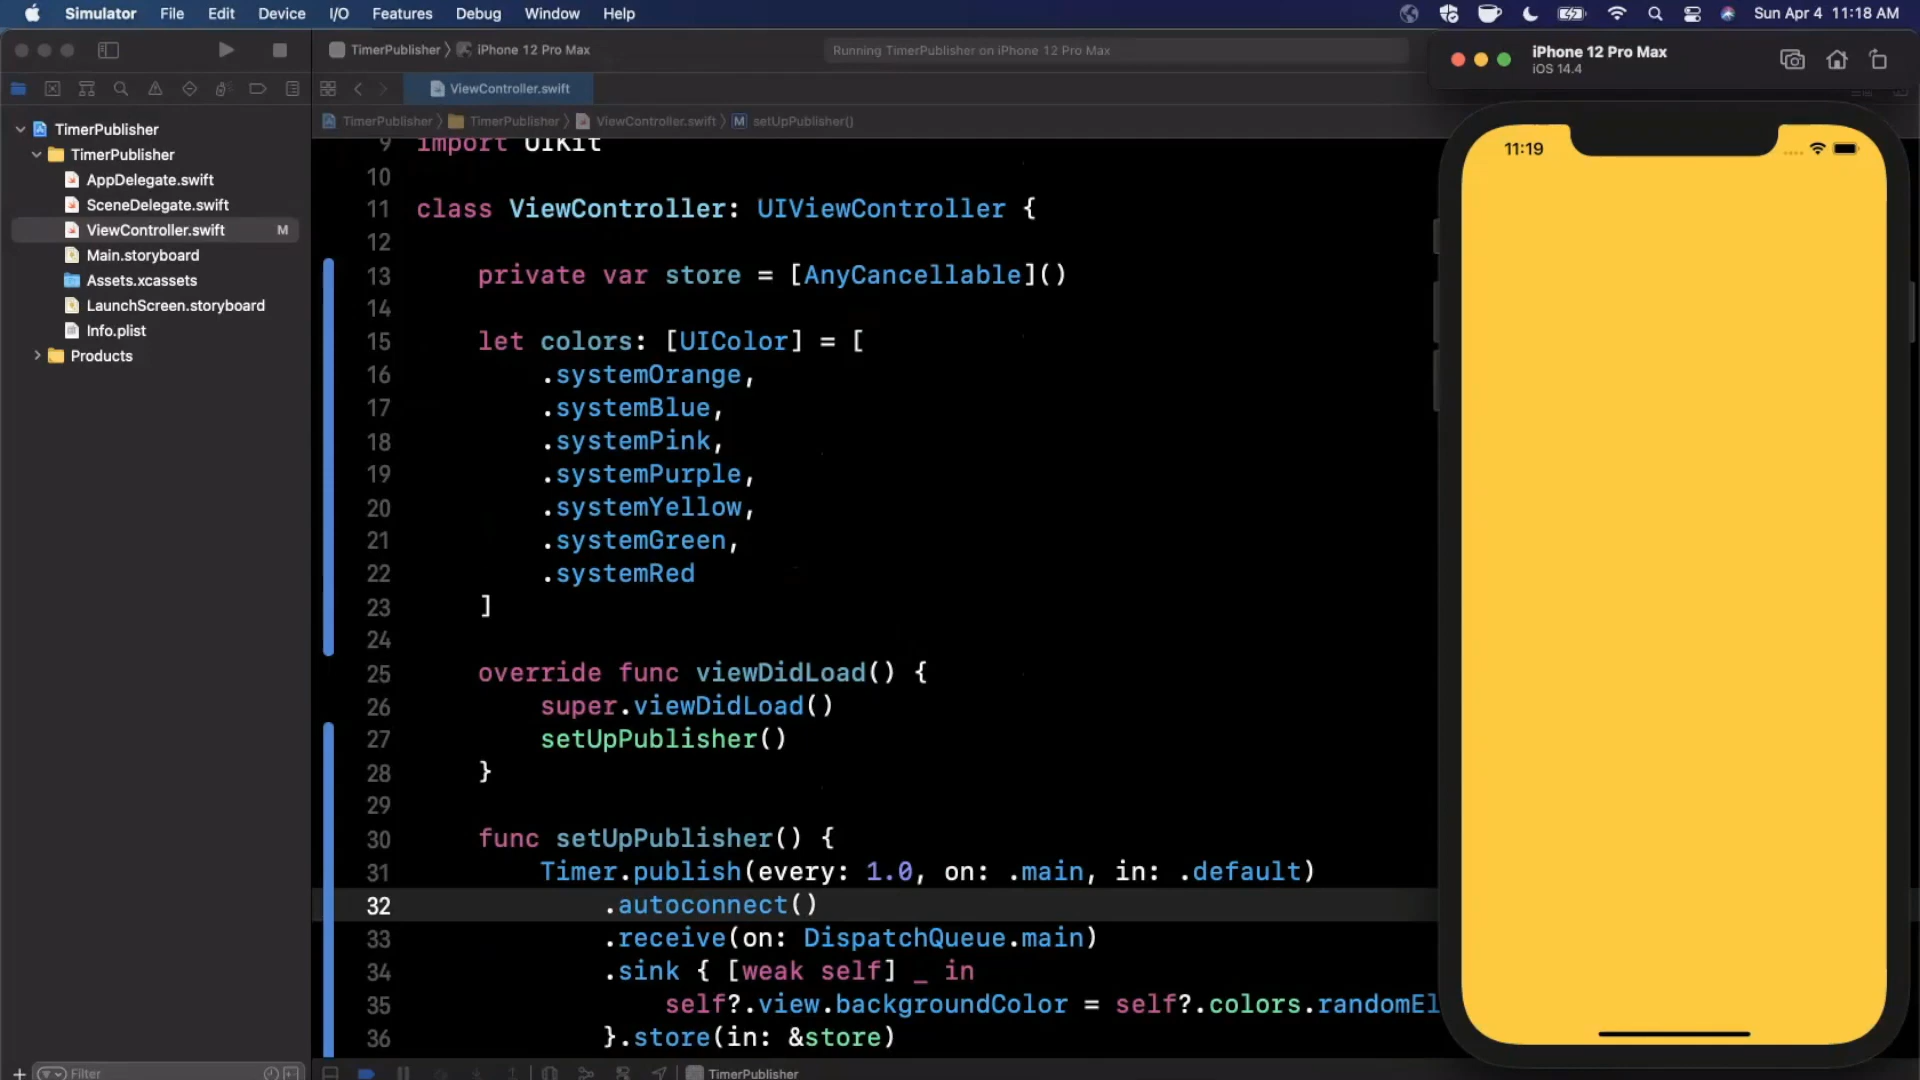 Simulator File Edit Device I/O Features Debug Window Help Sun Apr 4 11:18 AM
TimerPublisher iPhone 12 Pro Max Running TimerPublisher on iPhone 12 Pro Max
iPhone 12 Pro Max
iOS 14.4
ViewController.swift
TimerPublisher TimerPublisher ViewController.swift M setUpPublisher()
TimerPublisher
TimerPublisher
AppDelegate.swift
SceneDelegate.swift
ViewController.swift M
Main.storyboard
Assets.xcassets
LaunchScreen.storyboard
Info.plist
Products
Filter
9 import UIKit
10
11 class ViewController: UIViewController {
12
13 private var store = [AnyCancellable]()
14
15 let colors: [UIColor] = [
16 .systemOrange,
17 .systemBlue,
18 .systemPink,
19 .systemPurple,
20 .systemYellow,
21 .systemGreen,
22 .systemRed
23 ]
24
25 override func viewDidLoad() {
26 super.viewDidLoad()
27 setUpPublisher()
28 }
29
30 func setUpPublisher() {
31 Timer.publish(every: 1.0, on: .main, in: .default)
32 .autoconnect()
33 .receive(on: DispatchQueue.main)
34 .sink { [weak self] _ in
35 self?.view.backgroundColor = self?.colors.randomEl
36 }.store(in: &store)
TimerPublisher
11:19